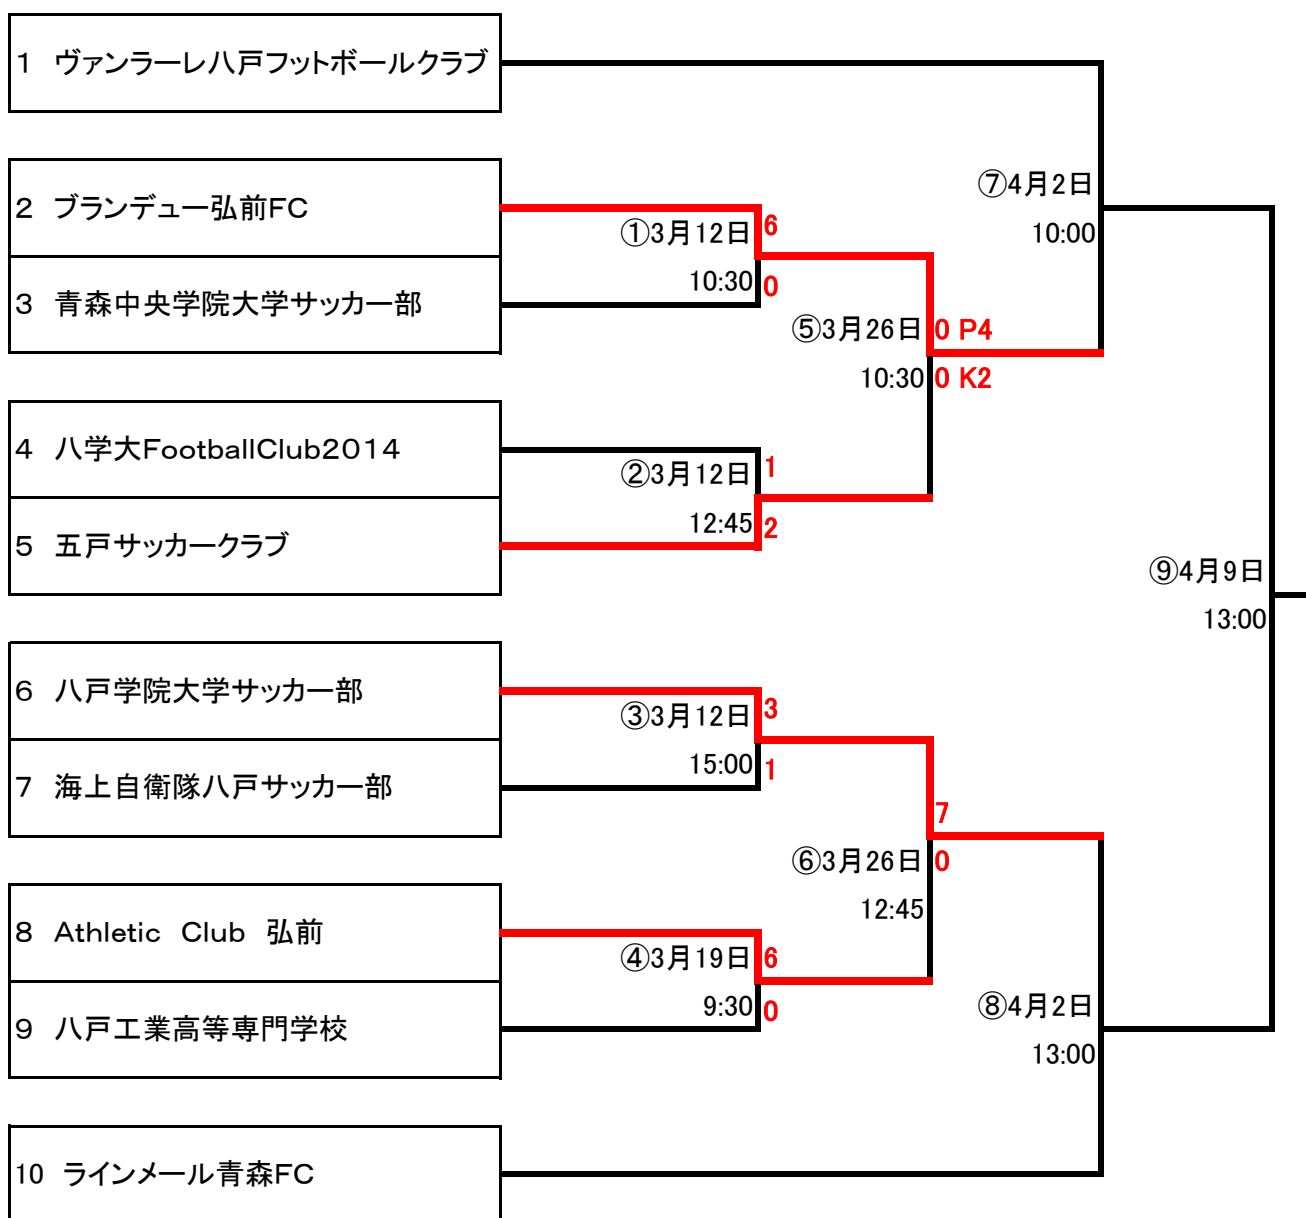 1 ヴァンラーレ八戸フットボールクラブ
2 ブランデュー弘前FC
3 青森中央学院大学サッカー部
4 八学大FootballClub2014
5 五戸サッカークラブ
6 八戸学院大学サッカー部
7 海上自衛隊八戸サッカー部
8 Athletic Club 弘前
9 八戸工業高等専門学校
10 ラインメール青森FC
①3月12日
10:30
6
0
②3月12日
12:45
1
2
③3月12日
15:00
3
1
④3月19日
9:30
6
0
⑤3月26日
10:30
0 P4
0 K2
⑥3月26日
12:45
7
0
⑦4月2日
10:00
⑧4月2日
13:00
⑨4月9日
13:00